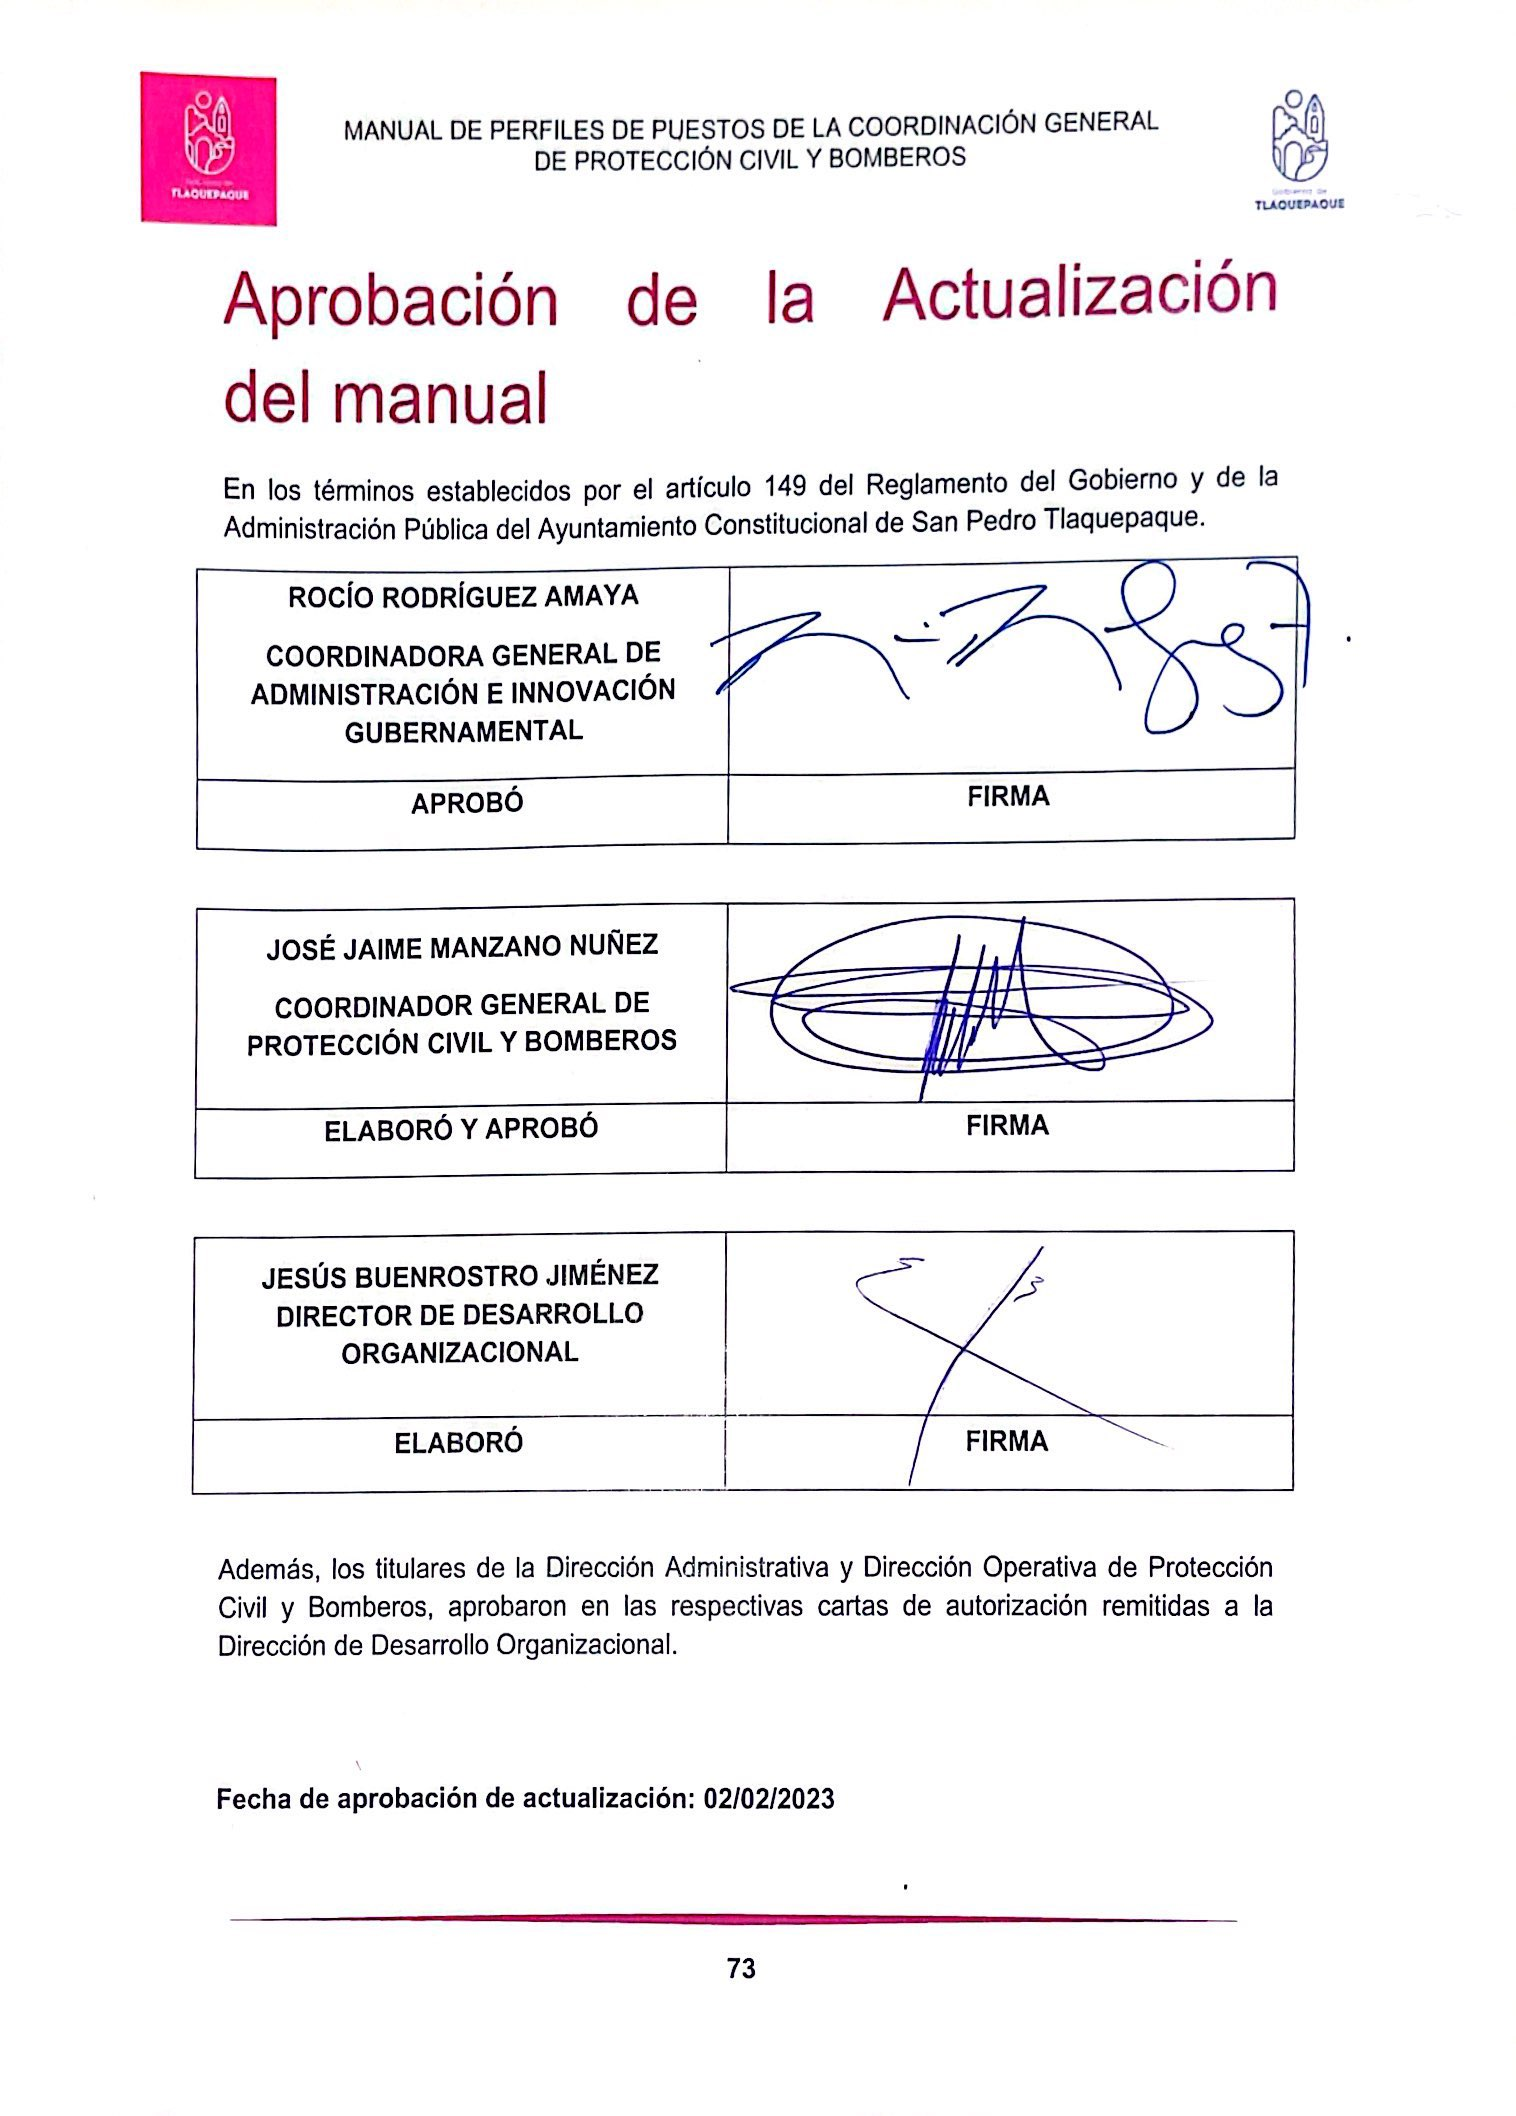 TLAQUEPAQUE
MANUAL DE PERFILES DE PUESTOS DE LA COORDINACIÓN GENERAL
DE PROTECCIÓN CIVIL Y BOMBEROS
Gobierno de
TLAQUEPAQUE
Aprobación de la Actualización
del manual
En los términos establecidos por el artículo 149 del Reglamento del Gobierno y de la
Administración Pública del Ayuntamiento Constitucional de San Pedro Tlaquepaque.
ROCÍO RODRÍGUEZ AMAYA
COORDINADORA GENERAL DE
ADMINISTRACIÓN E INNOVACIÓN
GUBERNAMENTAL
APROBÓ
FIRMA
JOSÉ JAIME MANZANO NUÑEZ
COORDINADOR GENERAL DE
PROTECCIÓN CIVIL Y BOMBEROS
ELABORÓ Y APROBÓ
FIRMA
JESÚS BUENROSTRO JIMÉNEZ
DIRECTOR DE DESARROLLO
ORGANIZACIONAL
ELABORÓ
FIRMA
Además, los titulares de la Dirección Administrativa y Dirección Operativa de Protección
Civil y Bomberos, aprobaron en las respectivas cartas de autorización remitidas a la
Dirección de Desarrollo Organizacional.
Fecha de aprobación de actualización: 02/02/2023
73